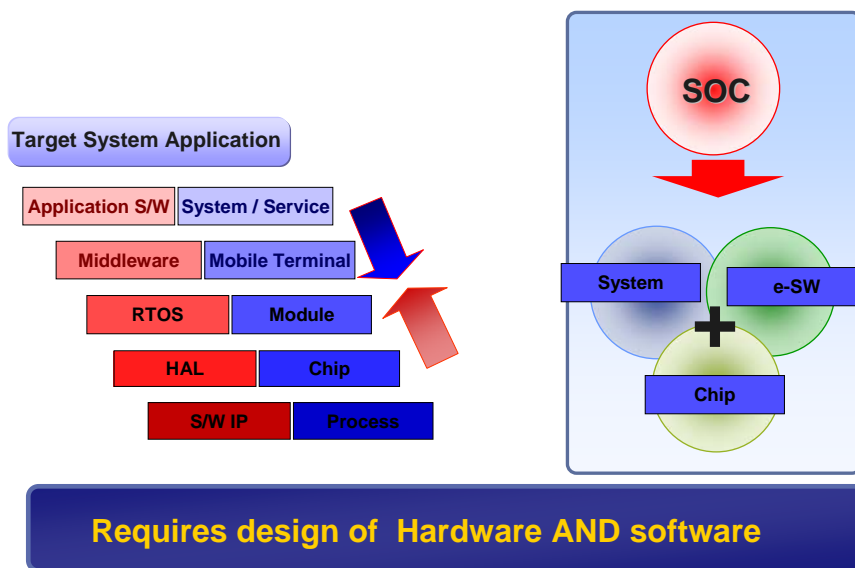 SOC
Target System Application
Application S/W System / Service
Middleware Mobile Terminal
RTOS Module
HAL Chip
S/W IP Process
System e-SW
Chip
Requires design of Hardware AND software